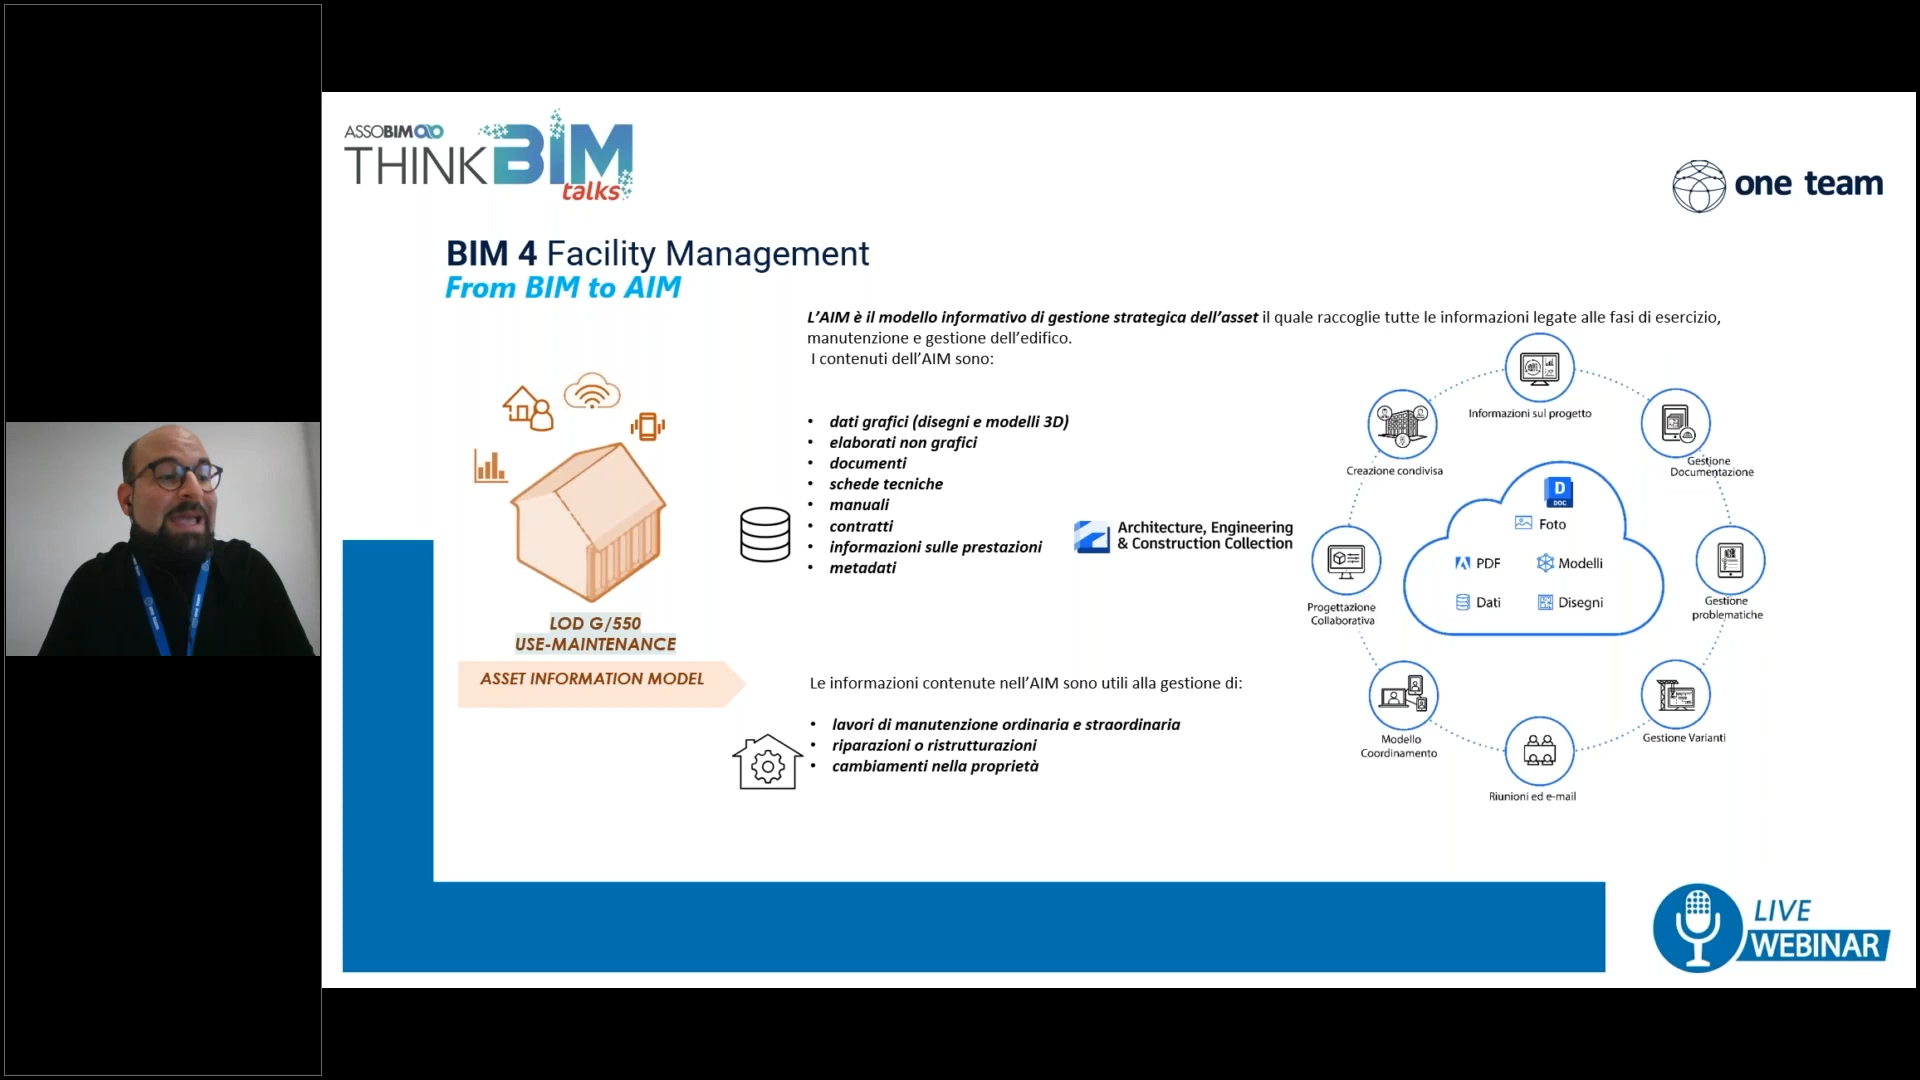 ASSOBIM
THINK BIM
talks
one team
BIM 4 Facility Management
From BIM to AIM
L'AIM è il modello informativo di gestione strategica dell'asset il quale raccoglie tutte le informazioni legate alle fasi di esercizio,
manutenzione e gestione dell'edifico.
I contenuti dell'AIM sono:
• dati grafici (disegni e modelli 3D)
• elaborati non grafici
• documenti
• schede tecniche
• manuali
• contratti
• informazioni sulle prestazioni
• metadati
LOD G/550
USE-MAINTENANCE
ASSET INFORMATION MODEL
Architecture, Engineering
& Construction Collection
Le informazioni contenute nell'AIM sono utili alla gestione di:
• lavori di manutenzione ordinaria e straordinaria
• riparazioni o ristrutturazioni
• cambiamenti nella proprietà
Informazioni sul progetto
Gestione
Documentazione
Gestione
problematiche
Gestione Varianti
Riunioni ed e-mail
Modello
Coordinamento
Progettazione
Collaborativa
Creazione condivisa
D
DOC
Foto
PDF
Modelli
Dati
Disegni
LIVE
WEBINAR